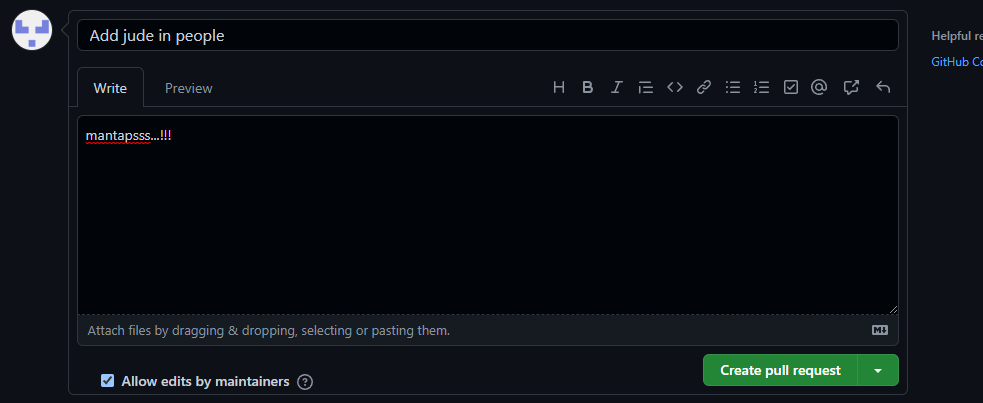 Add jude in people
Helpful re
Write Preview
GitHub Co
mantapsss...!!!
Attach files by dragging & dropping, selecting or pasting them.
Allow edits by maintainers
Create pull request